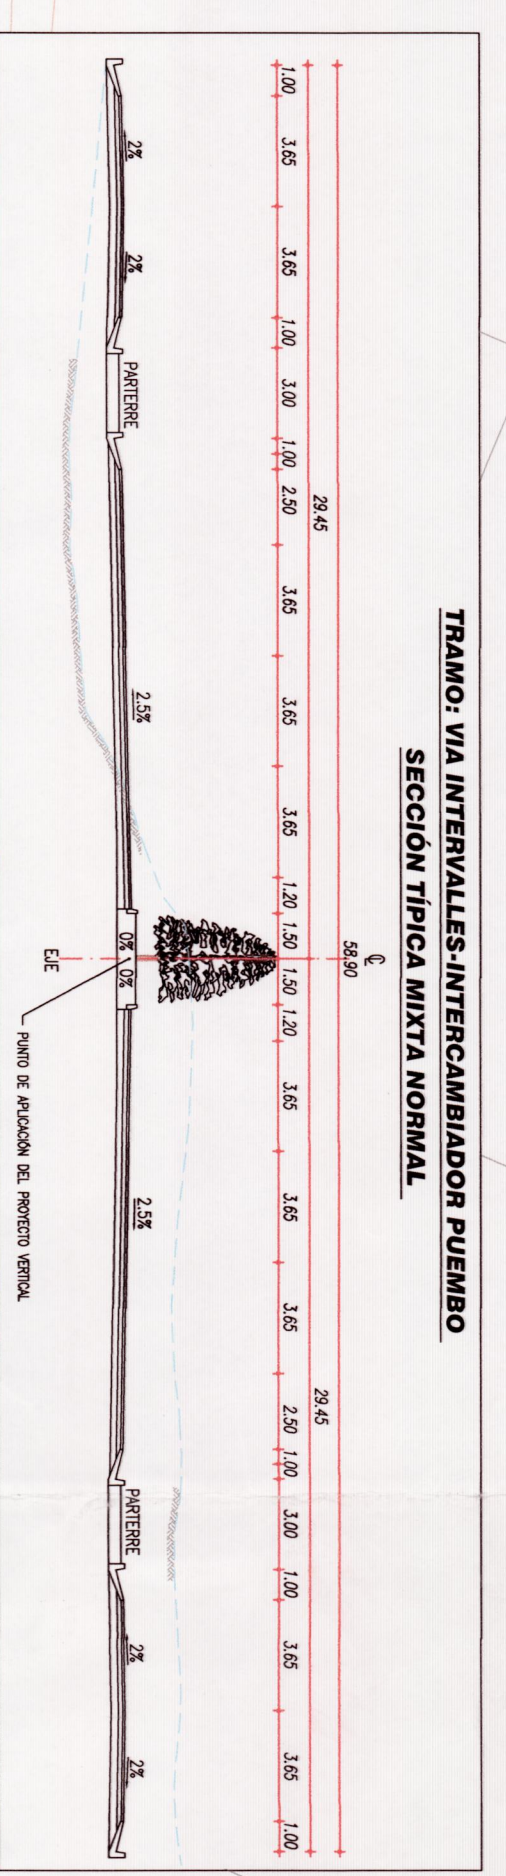 TRAMO: VIA INTERVALLES-INTERCAMBIADOR PUEMBO
SECCIÓN TÍPICA MIXTA NORMAL
℄
58.90
29.45 29.45
1.00 3.65 3.65 1.00 3.00 1.00 2.50 3.65 3.65 3.65 1.20 1.50 1.50 1.20 3.65 3.65 3.65 2.50 1.00 3.00 1.00 3.65 3.65 1.00
2% 2% PARTERRE 2.5% 0% 0% 2.5% PARTERRE 2% 2%
EJE
PUNTO DE APLICACIÓN DEL PROYECTO VERTICAL